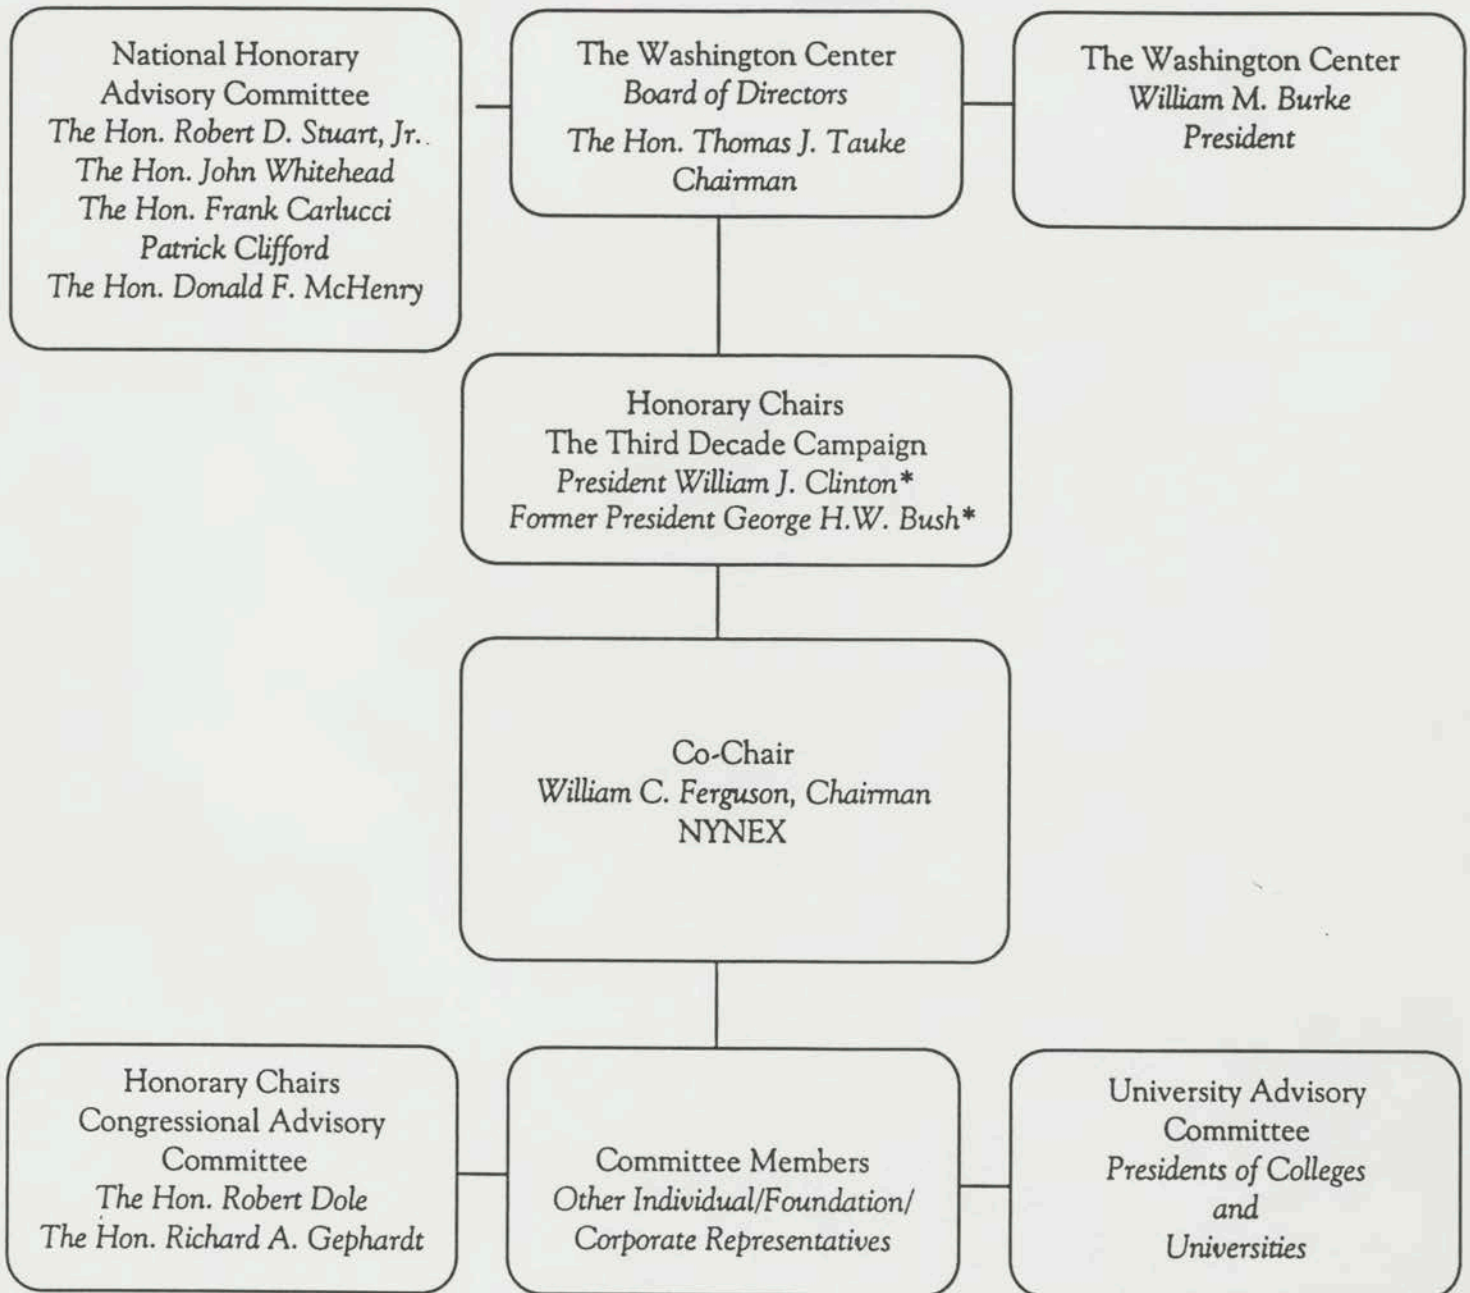 National Honorary
Advisory Committee
The Hon. Robert D. Stuart, Jr.
The Hon. John Whitehead
The Hon. Frank Carlucci
Patrick Clifford
The Hon. Donald F. McHenry
The Washington Center
Board of Directors
The Hon. Thomas J. Tauke
Chairman
The Washington Center
William M. Burke
President
Honorary Chairs
The Third Decade Campaign
President William J. Clinton*
Former President George H.W. Bush*
Co-Chair
William C. Ferguson, Chairman
NYNEX
Honorary Chairs
Congressional Advisory
Committee
The Hon. Robert Dole
The Hon. Richard A. Gephardt
Committee Members
Other Individual/Foundation/
Corporate Representatives
University Advisory
Committee
Presidents of Colleges
and
Universities